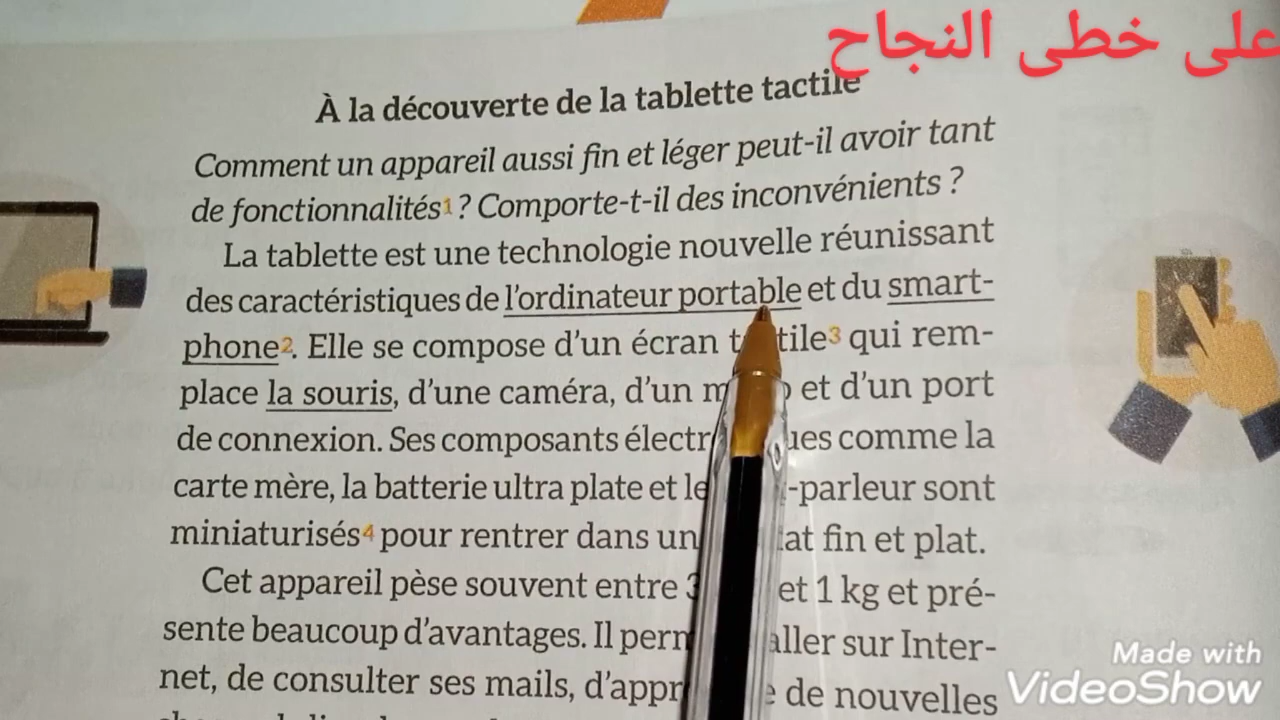 على خطى النجاح
À la découverte de la tablette tactile
Comment un appareil aussi fin et léger peut-il avoir tant
de fonctionnalités1 ? Comporte-t-il des inconvénients ?
La tablette est une technologie nouvelle réunissant
des caractéristiques de l'ordinateur portable et du smart-
phone2. Elle se compose d'un écran tactile3 qui rem-
place la souris, d'une caméra, d'un et d'un port
de connexion. Ses composants électroniques comme la
carte mère, la batterie ultra plate et le -parleur sont
miniaturisés4 pour rentrer dans un fin et plat.
Cet appareil pèse souvent entre et 1 kg et pré-
sente beaucoup d'avantages. Il aller sur Inter-
net, de consulter ses mails, de nouvelles
Made with
VideoShow